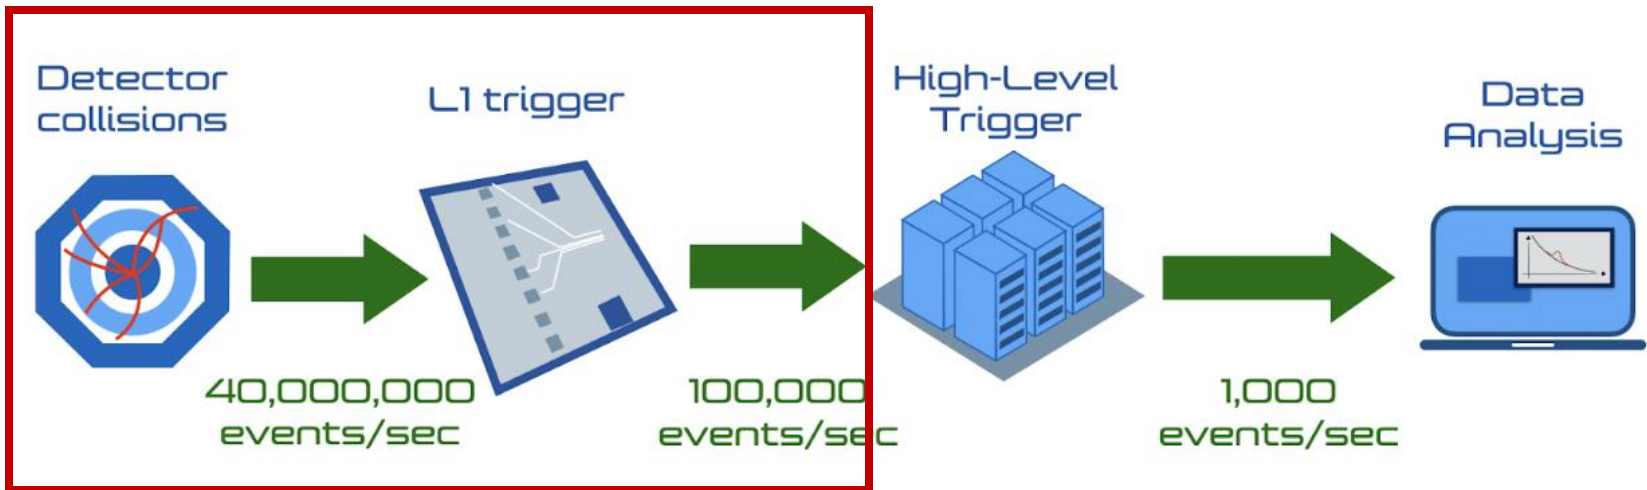 Detector
collisions
L1 trigger
High-Level
Trigger
Data
Analysis
40,000,000
events/sec
100,000
events/sec
1,000
events/sec